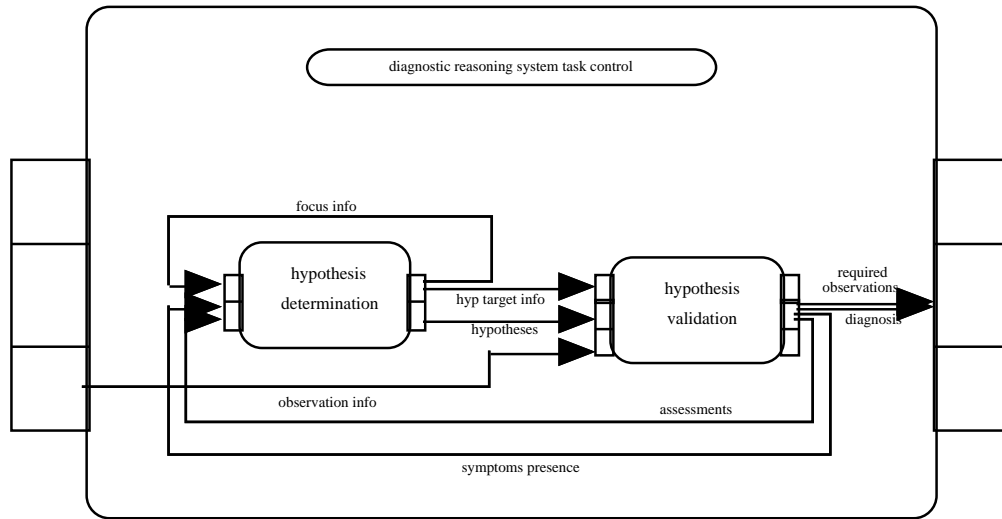 diagnostic reasoning system task control
focus info
hypothesis
determination
hyp target info
hypotheses
hypothesis
validation
required
observations
diagnosis
observation info
assessments
symptoms presence